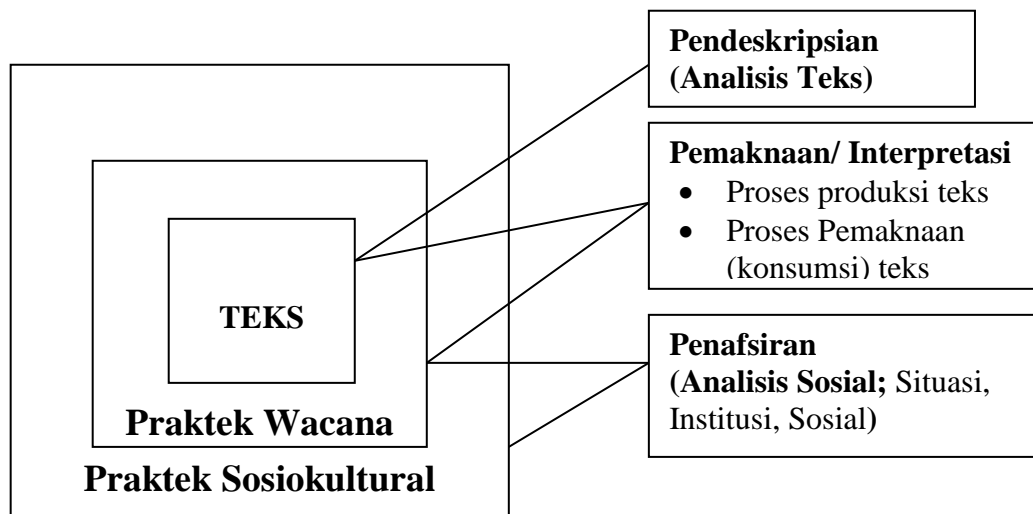 Pendeskripsian
(Analisis Teks)
Pemaknaan/ Interpretasi
• Proses produksi teks
• Proses Pemaknaan
(konsumsi) teks
TEKS
Penafsiran
(Analisis Sosial; Situasi,
Institusi, Sosial)
Praktek Wacana
Praktek Sosiokultural